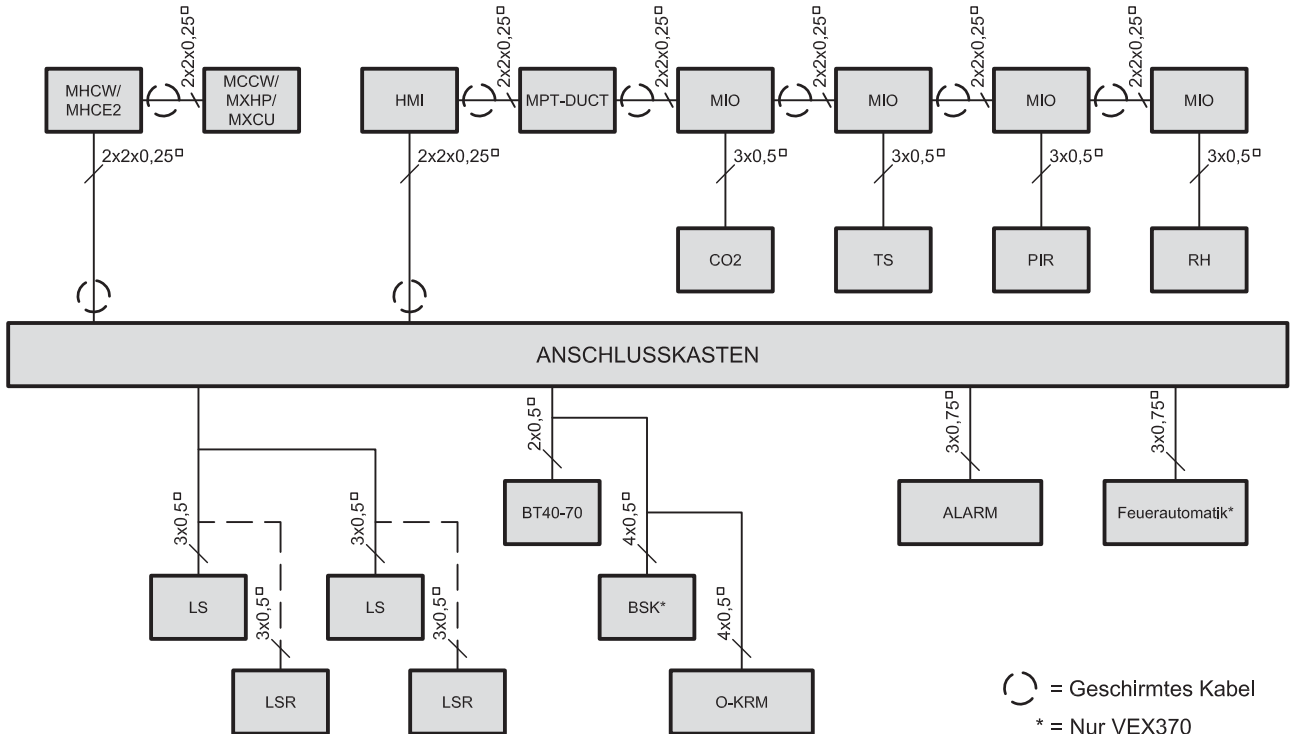 2x2x0,25□
2x2x0,25□
2x2x0,25□
2x2x0,25□
2x2x0,25□
2x2x0,25□
MHCW/
MHCE2
MCCW/
MXHP/
MXCU
HMI
MPT-DUCT
MIO
MIO
MIO
MIO
2x2x0,25□
2x2x0,25□
3x0,5□
3x0,5□
3x0,5□
3x0,5□
CO2
TS
PIR
RH
ANSCHLUSSKASTEN
2x0,5□
3x0,75□
3x0,75□
BT40-70
ALARM
Feuerautomatik*
3x0,5□
3x0,5□
4x0,5□
LS
LS
BSK*
3x0,5□
3x0,5□
4x0,5□
LSR
LSR
O-KRM
= Geschirmtes Kabel
* = Nur VEX370